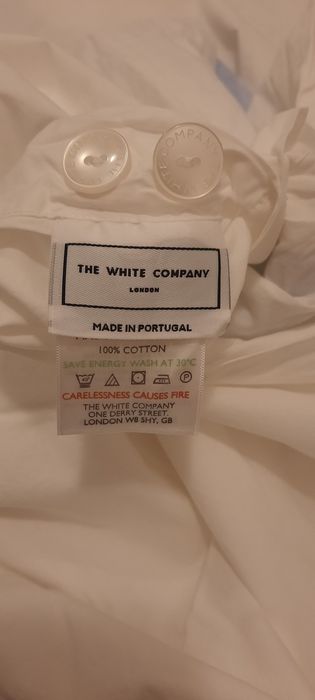 COMPANY
THE WHITE COMPANY
LONDON
MADE IN PORTUGAL
100% COTTON
SAVE ENERGY WASH AT 30°C
P
CARELESSNESS CAUSES FIRE
THE WHITE COMPANY
ONE DERRY STREET
LONDON W8 5HY, GB